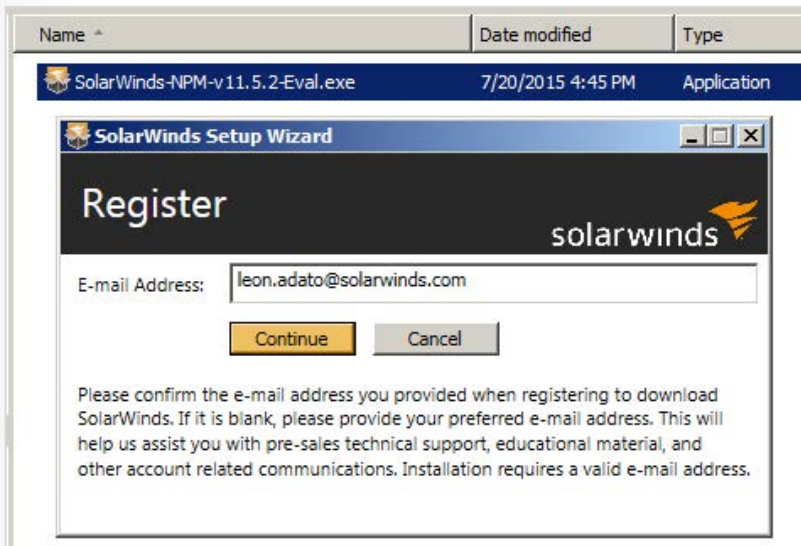 Name Date modified Type
SolarWinds-NPM-v11.5.2-Eval.exe 7/20/2015 4:45 PM Application
SolarWinds Setup Wizard
Register
solarwinds
E-mail Address: leon.adato@solarwinds.com
Continue Cancel
Please confirm the e-mail address you provided when registering to download
SolarWinds. If it is blank, please provide your preferred e-mail address. This will
help us assist you with pre-sales technical support, educational material, and
other account related communications. Installation requires a valid e-mail address.